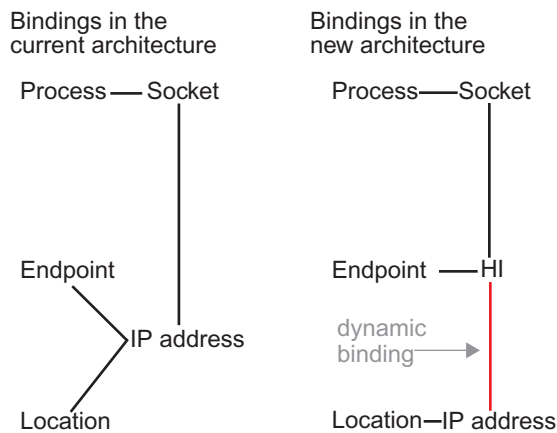 Bindings in the
current architecture
Process Socket
Endpoint
IP address
Location
Bindings in the
new architecture
Process Socket
Endpoint HI
dynamic
binding
Location IP address